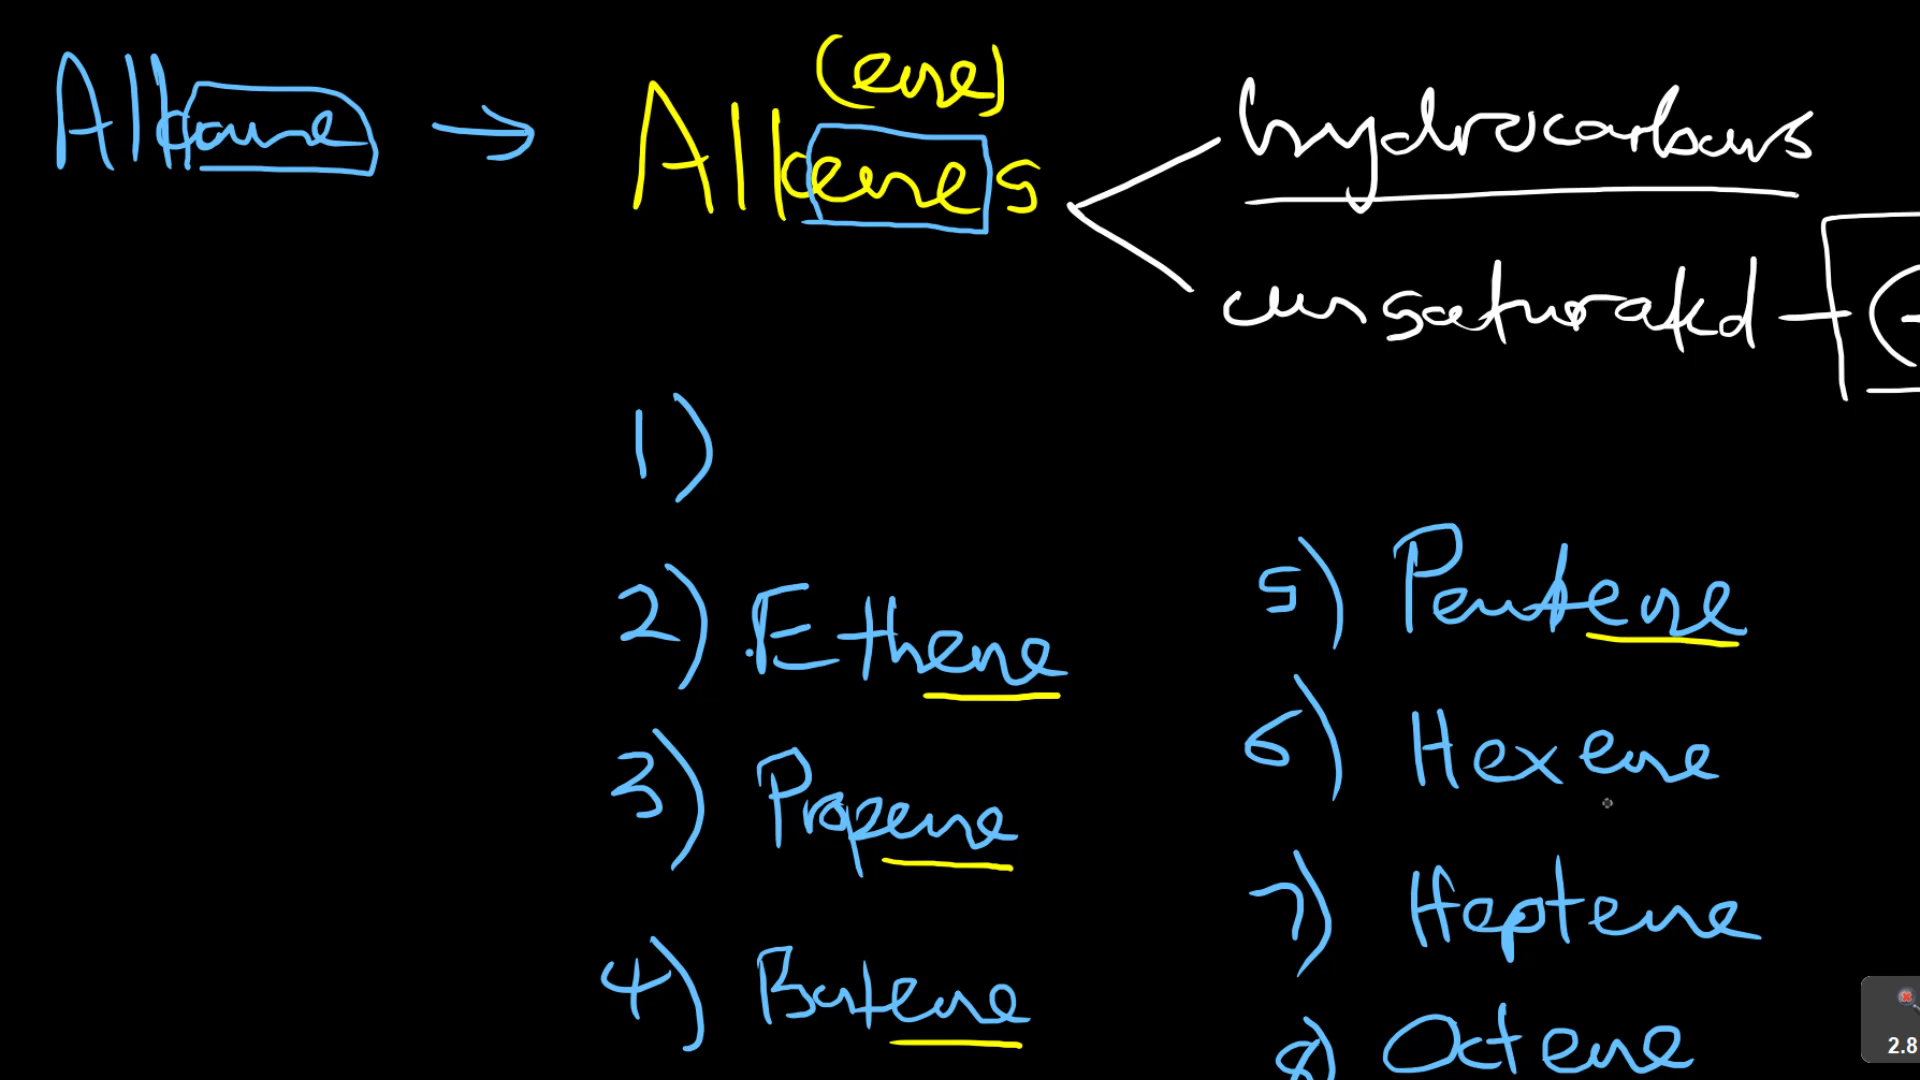 Alkane → (ene)
Alkenes
hydrocarbons
unsaturated -
1)
2) Ethene
3) Propene
4) Butene
5) Pentene
6) Hexene
7) Heptene
8) Octene
2.8